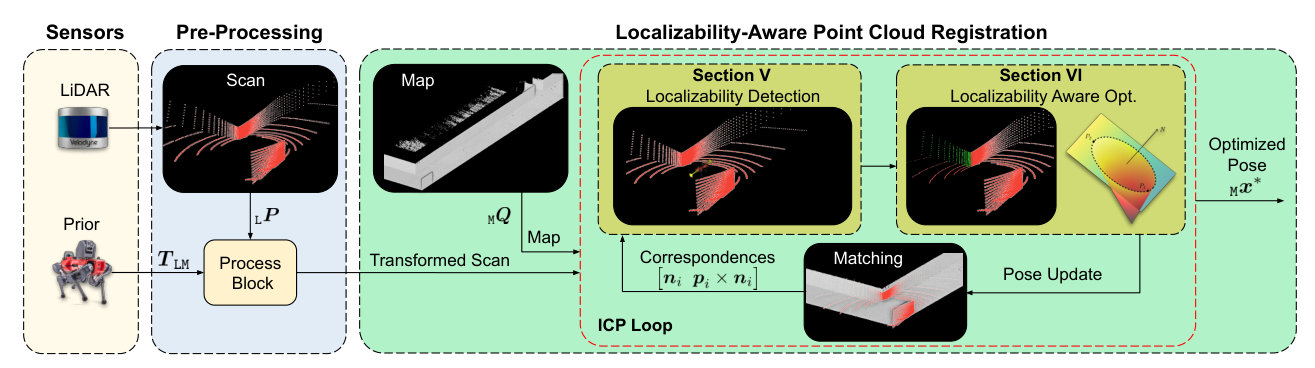 Sensors
Pre-Processing
Localizability-Aware Point Cloud Registration
LiDAR
Velodyne
Scan
Map
Section V
Localizability Detection
Section VI
Localizability Aware Opt.
Optimized
Pose
ₘx*
Prior
T_LM
ₗP
Process
Block
Transformed Scan
ₘQ
Map
Correspondences
[nᵢ pᵢ × nᵢ]
Matching
Pose Update
ICP Loop